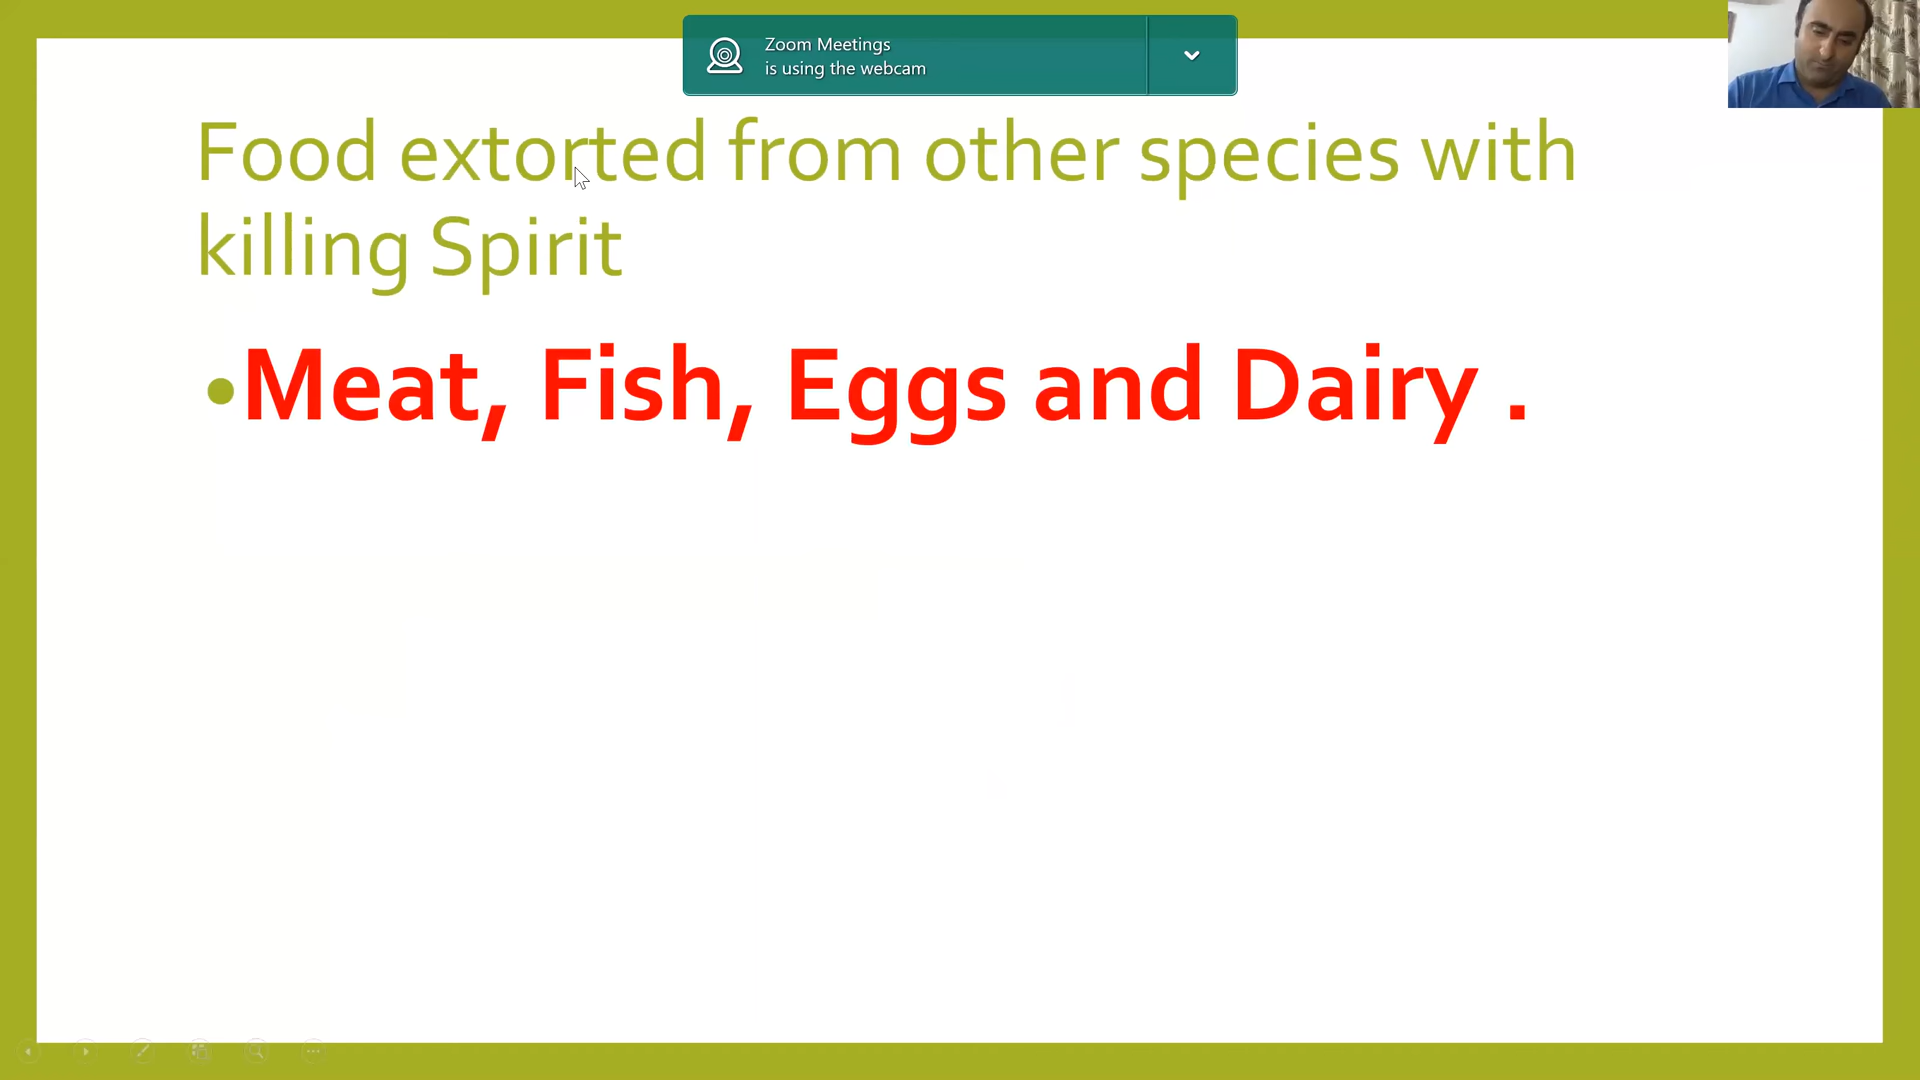 Zoom Meetings
is using the webcam
Food extorted from other species with
killing Spirit
•Meat, Fish, Eggs and Dairy .